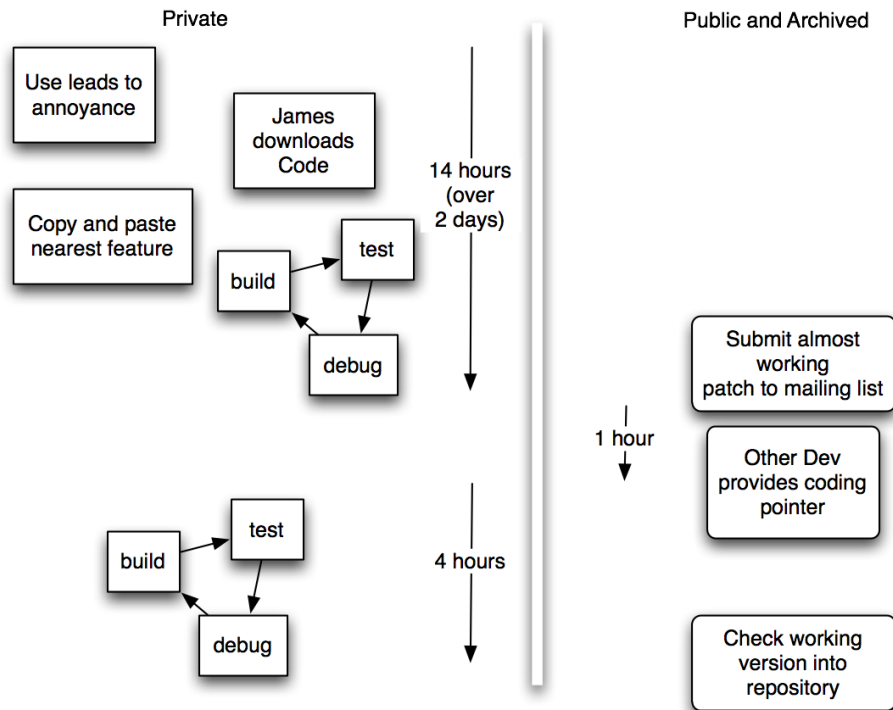 Private
Public and Archived
Use leads to
annoyance
James
downloads
Code
14 hours
(over
2 days)
Copy and paste
nearest feature
test
build
debug
Submit almost
working
patch to mailing list
1 hour
Other Dev
provides coding
pointer
test
build
4 hours
debug
Check working
version into
repository